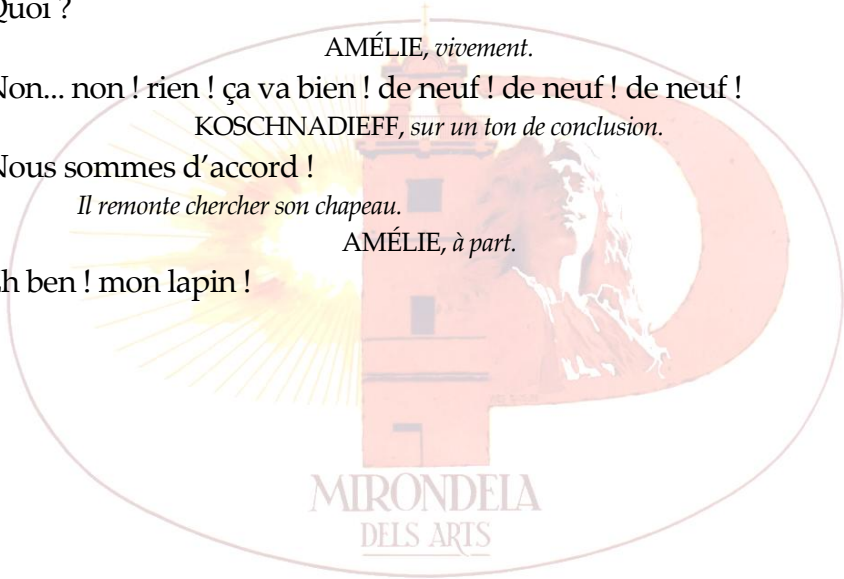 Quoi ?
AMÉLIE, vivement.
Non... non ! rien ! ça va bien ! de neuf ! de neuf ! de neuf !
KOSCHNADIEFF, sur un ton de conclusion.
Nous sommes d’accord !
Il remonte chercher son chapeau.
AMÉLIE, à part.
Eh ben ! mon lapin !
MIRONDELA
DELS ARTS